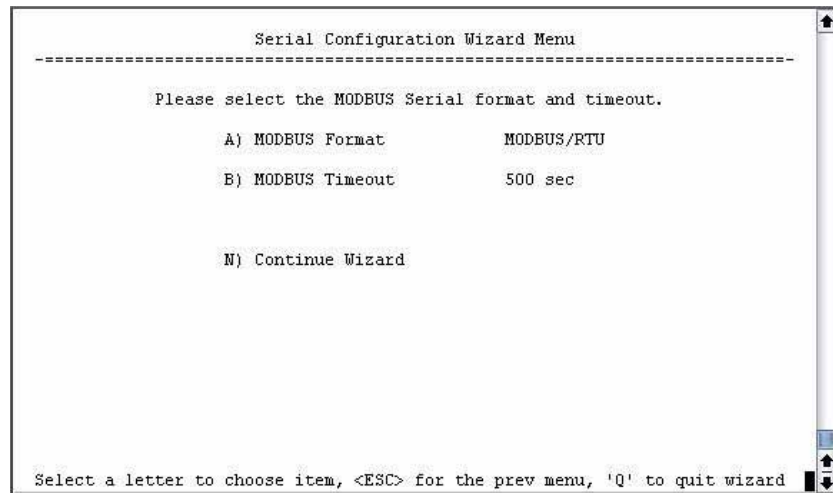 Serial Configuration Wizard Menu
-==========================================================================-
Please select the MODBUS Serial format and timeout.
A) MODBUS Format MODBUS/RTU
B) MODBUS Timeout 500 sec
N) Continue Wizard
Select a letter to choose item, <ESC> for the prev menu, 'Q' to quit wizard